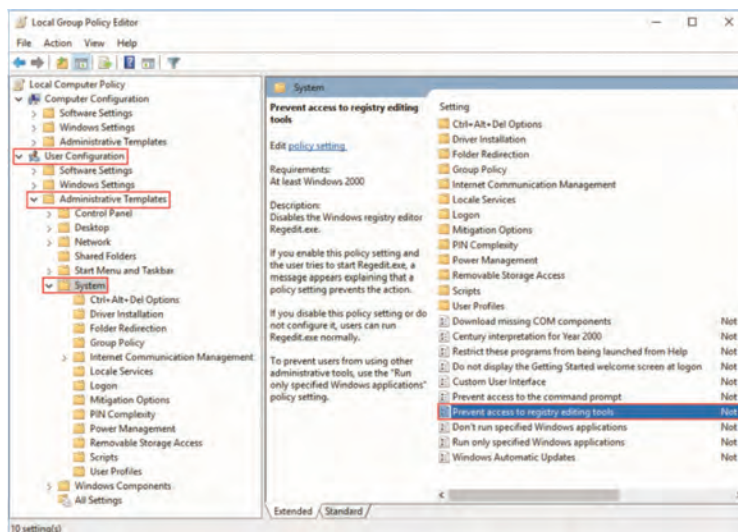 Local Group Policy Editor
File Action View Help
Local Computer Policy
Computer Configuration
Software Settings
Windows Settings
Administrative Templates
User Configuration
Software Settings
Windows Settings
Administrative Templates
Control Panel
Desktop
Network
Shared Folders
Start Menu and Taskbar
System
Ctrl+Alt+Del Options
Driver Installation
Folder Redirection
Group Policy
Internet Communication Management
Locale Services
Logon
Mitigation Options
PIN Complexity
Power Management
Removable Storage Access
Scripts
User Profiles
Windows Components
All Settings
System
Prevent access to registry editing
tools
Edit policy setting
Requirements:
At least Windows 2000
Description:
Disables the Windows registry editor
Regedit.exe.
If you enable this policy setting and
the user tries to start Regedit.exe, a
message appears explaining that a
policy setting prevents the action.
If you disable this policy setting or do
not configure it, users can run
Regedit.exe normally.
To prevent users from using other
administrative tools, use the "Run
only specified Windows applications"
policy setting.
Setting
Ctrl+Alt+Del Options
Driver Installation
Folder Redirection
Group Policy
Internet Communication Management
Locale Services
Logon
Mitigation Options
PIN Complexity
Power Management
Removable Storage Access
Scripts
User Profiles
Download missing COM components Not
Century interpretation for Year 2000 Not
Restrict these programs from being launched from Help Not
Do not display the Getting Started welcome screen at logon Not
Custom User Interface Not
Prevent access to the command prompt Not
Prevent access to registry editing tools Not
Don't run specified Windows applications Not
Run only specified Windows applications Not
Windows Automatic Updates Not
Extended Standard
10 setting(s)